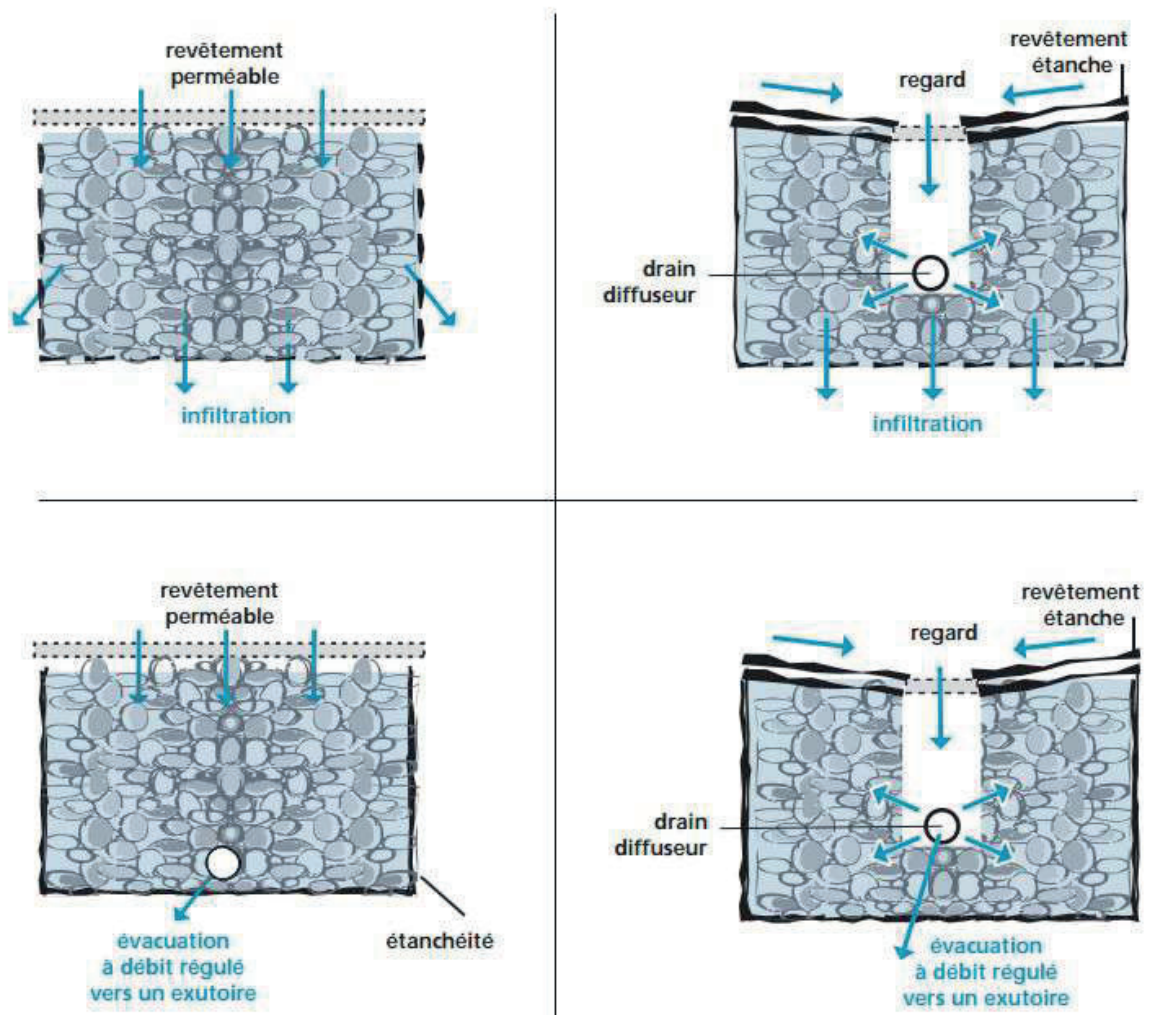 revêtement
perméable
infiltration
revêtement
étanche
regard
drain
diffuseur
infiltration
revêtement
perméable
évacuation
à débit régulé
vers un exutoire
étanchéité
revêtement
étanche
regard
drain
diffuseur
évacuation
à débit régulé
vers un exutoire